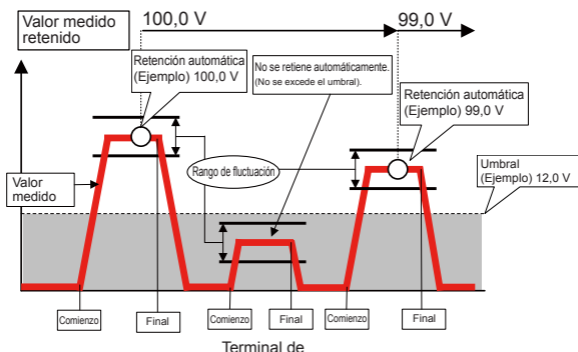 Valor medido
retenido
100,0 V
99,0 V
Retención automática
(Ejemplo) 100,0 V
No se retiene automáticamente.
(No se excede el umbral).
Retención automática
(Ejemplo) 99,0 V
Rango de fluctuación
Umbral
(Ejemplo) 12,0 V
Valor
medido
Comienzo
Final
Comienzo
Final
Comienzo
Final
Terminal de